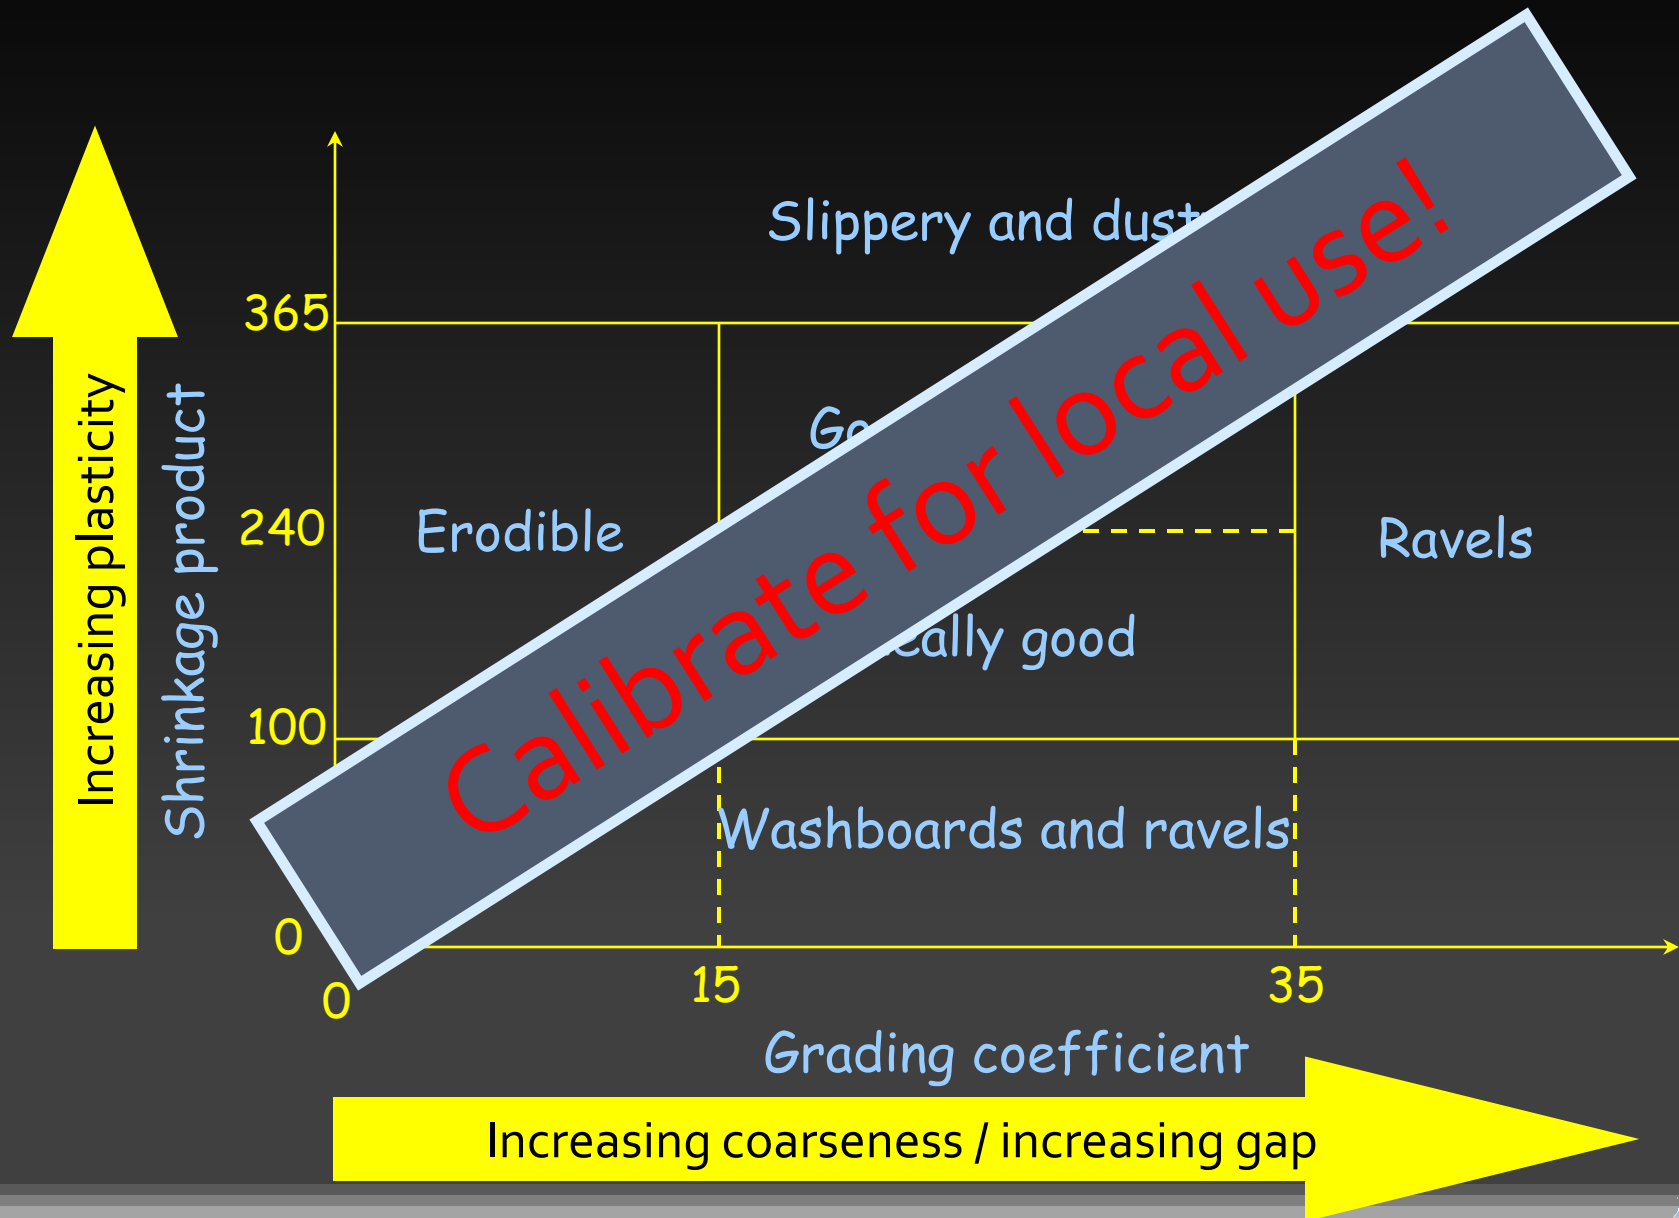 Slippery and dust
365
Increasing plasticity
Shrinkage product
Calibrate for local use!
240
Erodible
Ravels
good
100
Washboards and ravels
0
0
15
35
Grading coefficient
Increasing coarseness / increasing gap